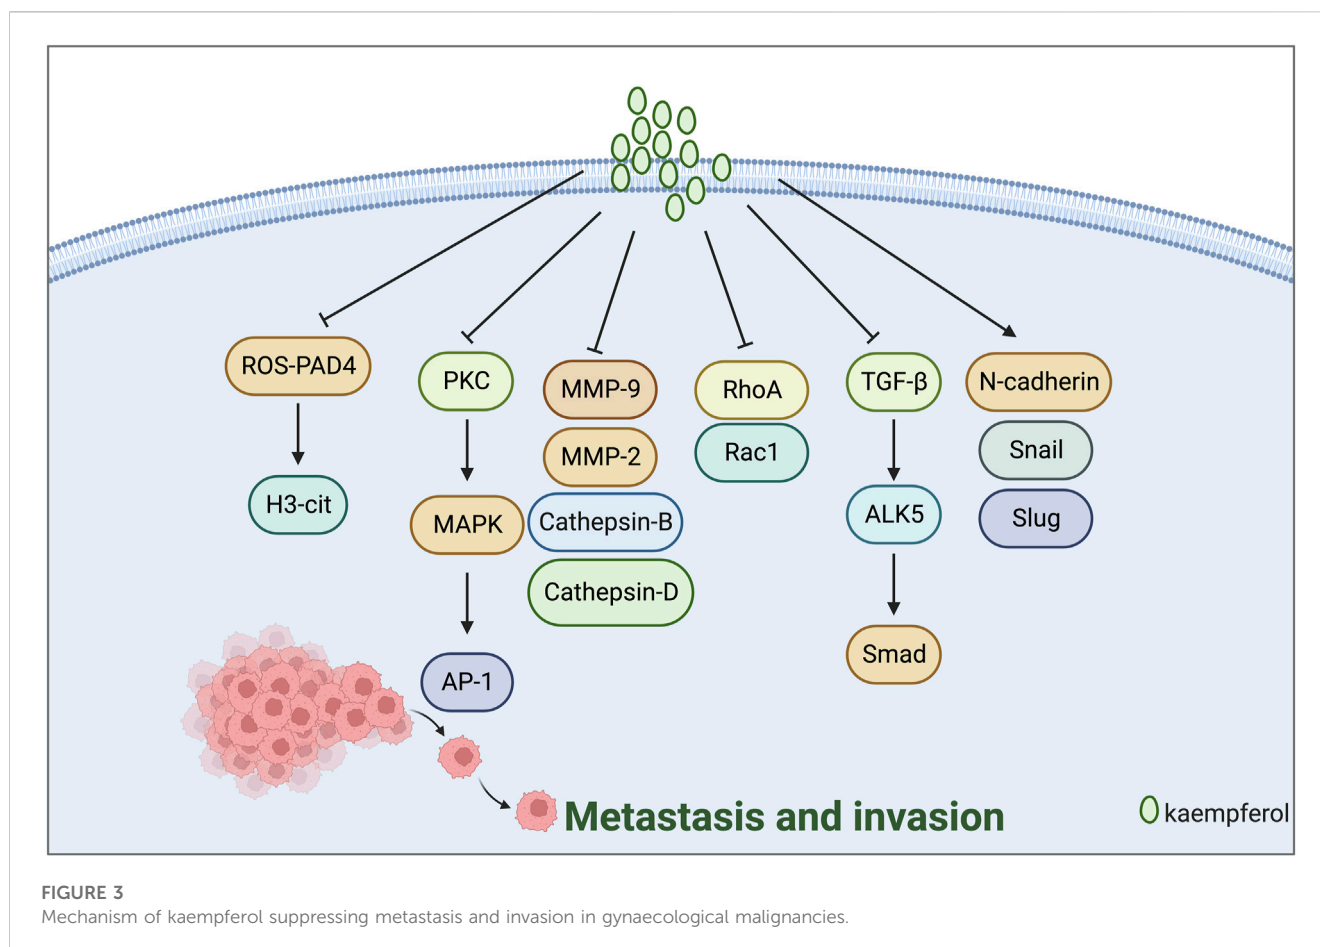 ROS-PAD4
PKC
MMP-9
RhoA
TGF-β
N-cadherin
MMP-2
Rac1
Snail
H3-cit
MAPK
Cathepsin-B
ALK5
Slug
Cathepsin-D
AP-1
Smad
Metastasis and invasion
kaempferol
FIGURE 3
Mechanism of kaempferol suppressing metastasis and invasion in gynaecological malignancies.